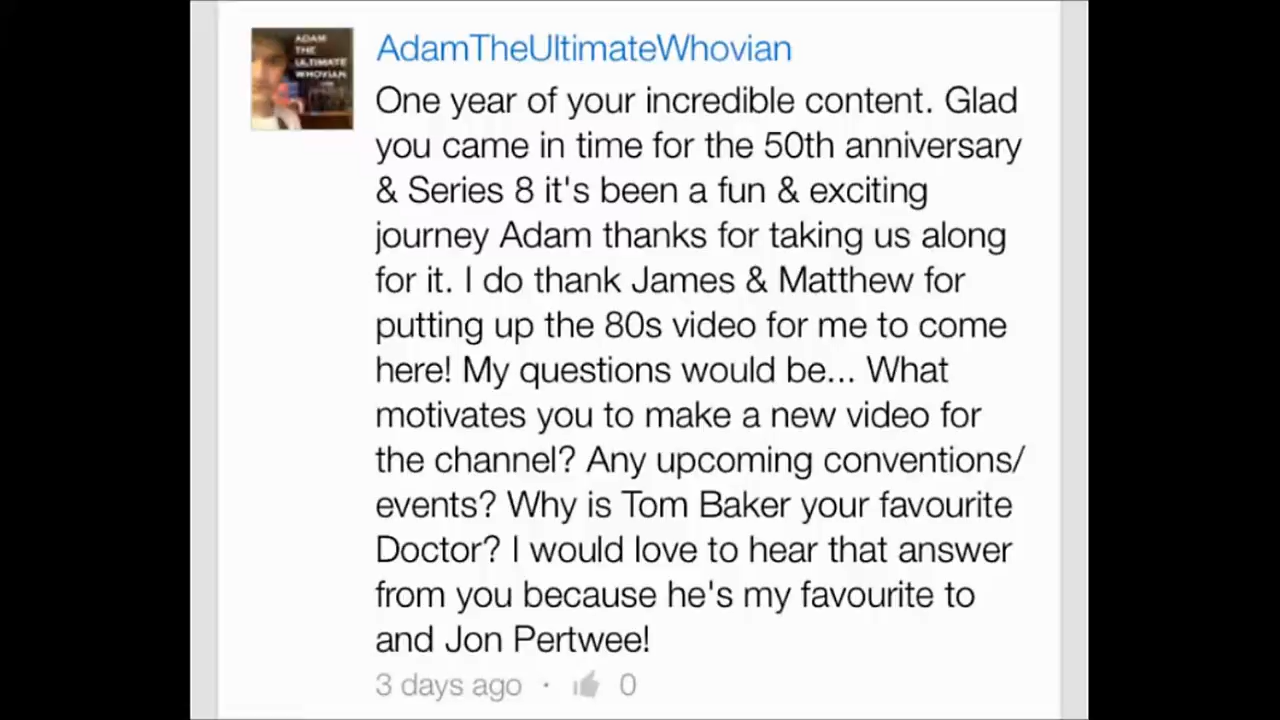 ADAM
THE
ULTIMATE
WHOVIAN
AdamTheUltimateWhovian
One year of your incredible content. Glad
you came in time for the 50th anniversary
& Series 8 it's been a fun & exciting
journey Adam thanks for taking us along
for it. I do thank James & Matthew for
putting up the 80s video for me to come
here! My questions would be... What
motivates you to make a new video for
the channel? Any upcoming conventions/
events? Why is Tom Baker your favourite
Doctor? I would love to hear that answer
from you because he's my favourite to
and Jon Pertwee!
3 days ago · 0